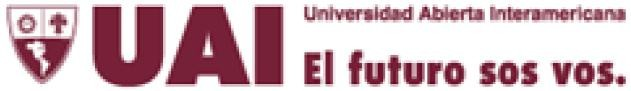 UAI
Universidad Abierta Interamericana
El futuro sos vos.